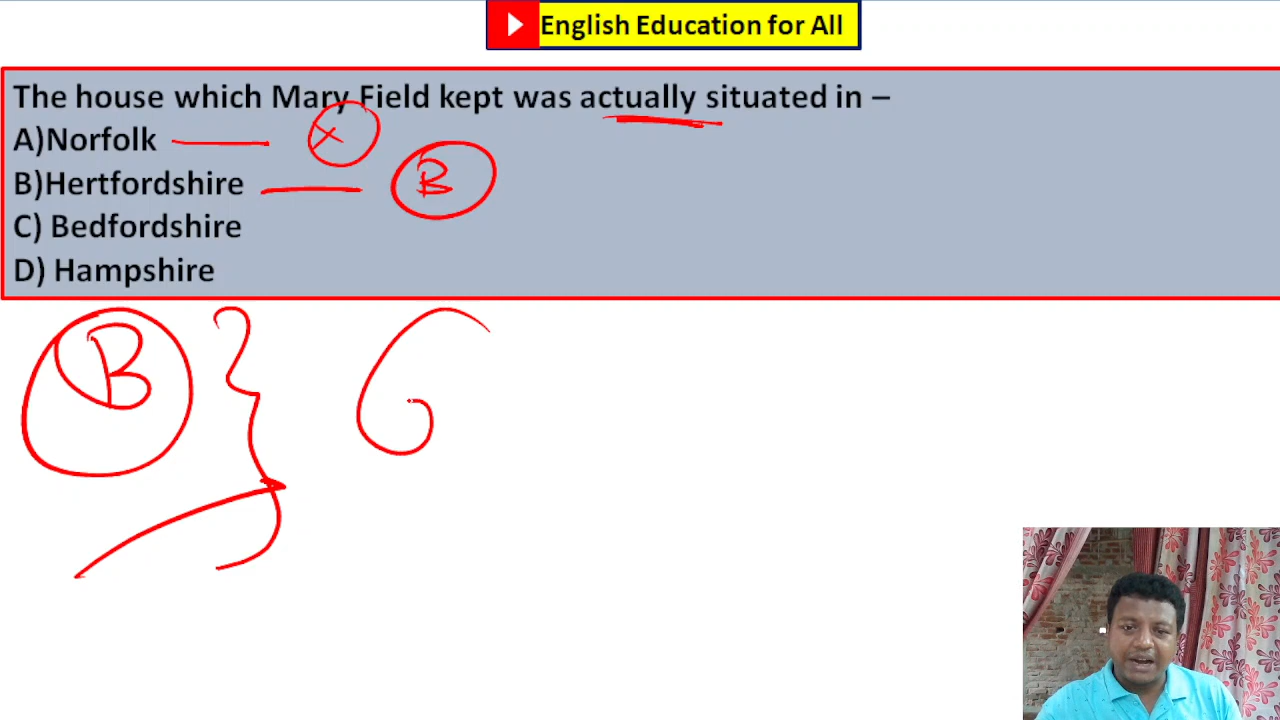 English Education for All
The house which Mary Field kept was actually situated in –
A)Norfolk
B)Hertfordshire B
C) Bedfordshire
D) Hampshire
B